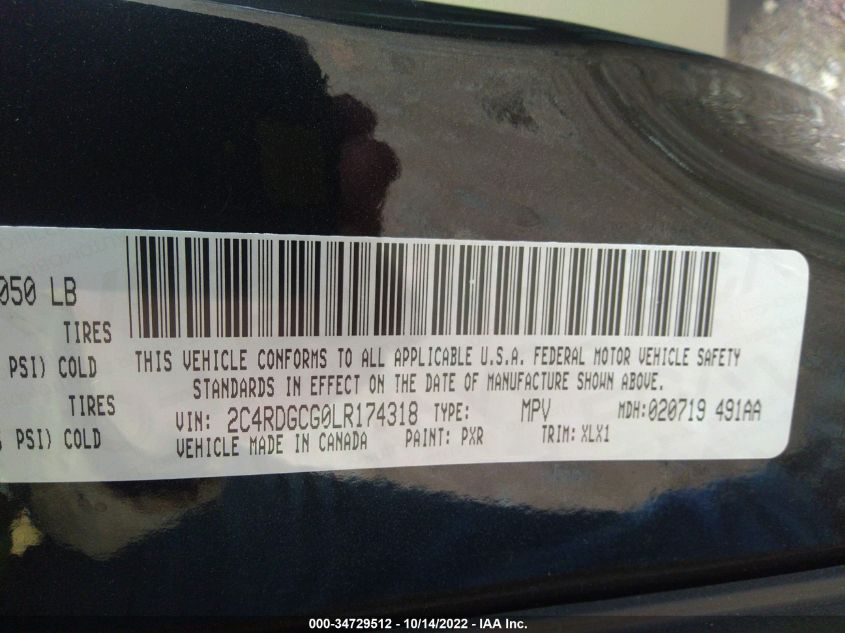 050 LB
TIRES
PSI) COLD
TIRES
PSI) COLD
THIS VEHICLE CONFORMS TO ALL APPLICABLE U.S.A. FEDERAL MOTOR VEHICLE SAFETY
STANDARDS IN EFFECT ON THE DATE OF MANUFACTURE SHOWN ABOVE.
VIN: 2C4RDGCG0LR174318 TYPE: MPV MDH:020719 491AA
VEHICLE MADE IN CANADA PAINT: PXR TRIM: XLX1
000-34729512 - 10/14/2022 - IAA Inc.